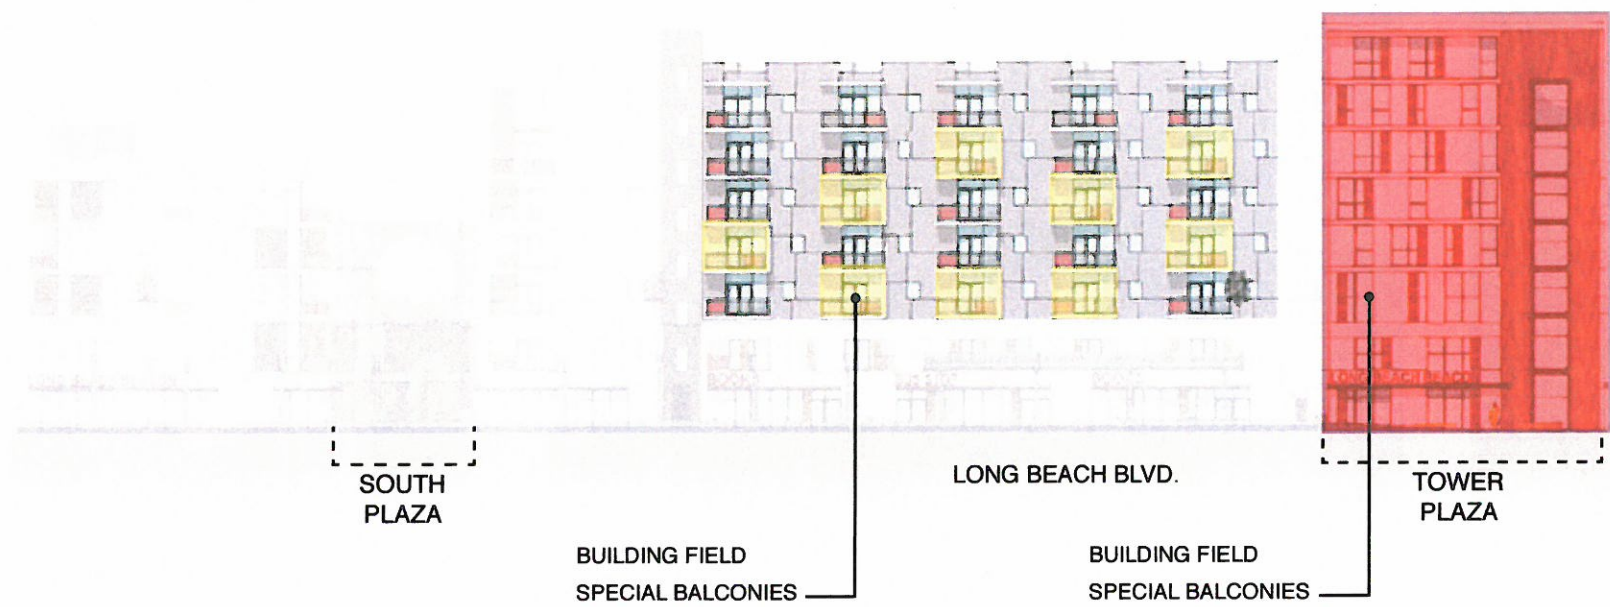 LONG BEACH BLVD.
SOUTH
PLAZA
TOWER
PLAZA
BUILDING FIELD
SPECIAL BALCONIES
BUILDING FIELD
SPECIAL BALCONIES